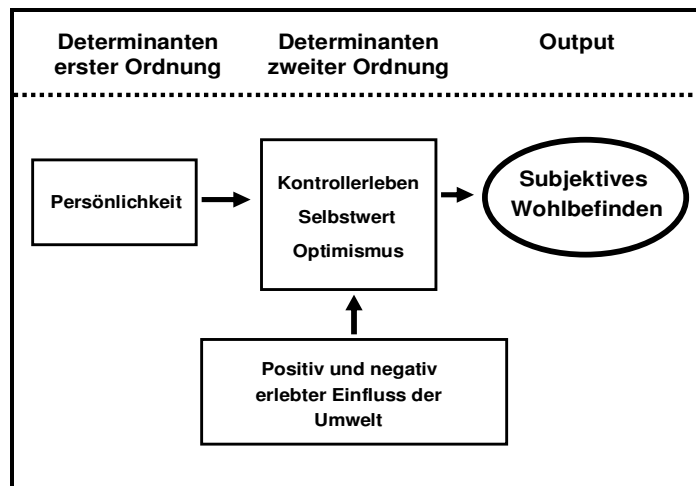 Determinanten
erster Ordnung
Determinanten
zweiter Ordnung
Output
Persönlichkeit
Kontrollerleben
Selbstwert
Optimismus
Subjektives
Wohlbefinden
Positiv und negativ
erlebter Einfluss der
Umwelt